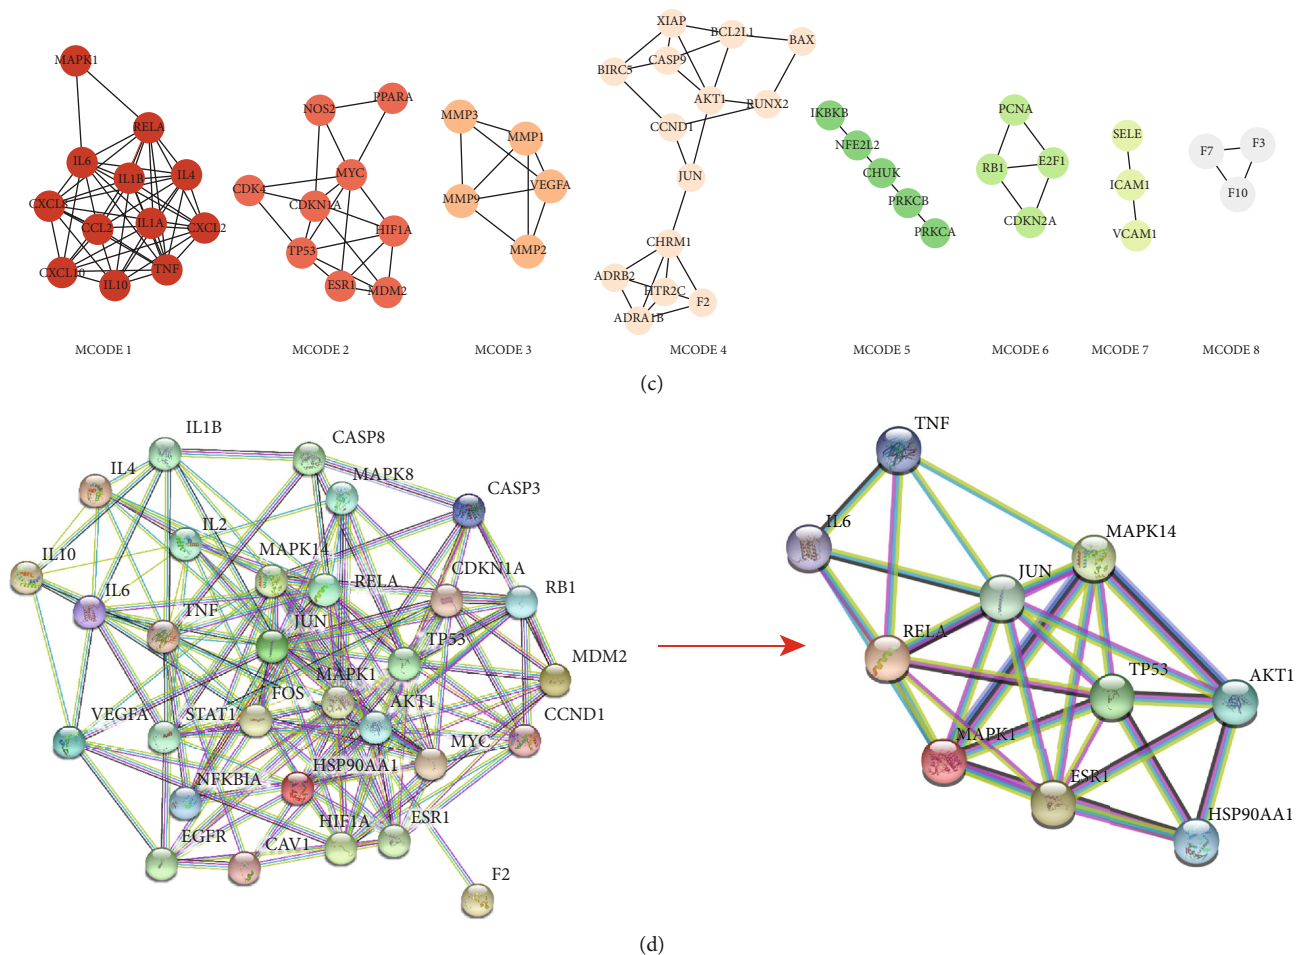 MAPK1
RELA
IL6
IL1B
IL4
CXCL8
CCL2
IL1A
CXCL2
CXCL10
IL10
TNF
MCODE 1
NOS2
PPARA
MYC
CDK4
CDKN1A
HIF1A
TP53
ESR1
MDM2
MCODE 2
MMP3
MMP1
VEGFA
MMP9
MMP2
MCODE 3
XIAP
BCL2L1
BAX
BIRC5
CASP9
AKT1
RUNX2
CCND1
JUN
CHRM1
ADRB2
HTR2C
F2
ADRA1B
MCODE 4
IKBKB
NFE2L2
CHUK
PRKCB
PRKCA
MCODE 5
PCNA
RB1
E2F1
CDKN2A
MCODE 6
SELE
ICAM1
VCAM1
MCODE 7
F7
F3
F10
MCODE 8
(c)
IL1B
CASP8
IL4
MAPK8
CASP3
IL2
IL10
MAPK14
RELA
CDKN1A
RB1
IL6
TNF
JUN
TP53
MDM2
MAPK1
FOS
AKT1
VEGFA
STAT1
CCND1
MYC
NFKBIA
HSP90AA1
HIF1A
ESR1
EGFR
CAV1
F2
TNF
IL6
MAPK14
JUN
RELA
TP53
AKT1
MAPK1
ESR1
HSP90AA1
(d)